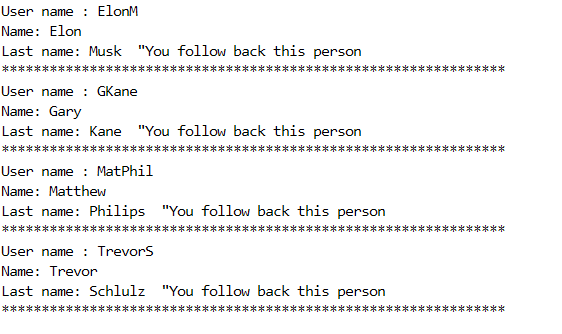 User name : ElonM
Name: Elon
Last name: Musk  "You follow back this person
***************************************************************
User name : GKane
Name: Gary
Last name: Kane  "You follow back this person
***************************************************************
User name : MatPhil
Name: Matthew
Last name: Philips  "You follow back this person
***************************************************************
User name : TrevorS
Name: Trevor
Last name: Schlulz  "You follow back this person
***************************************************************